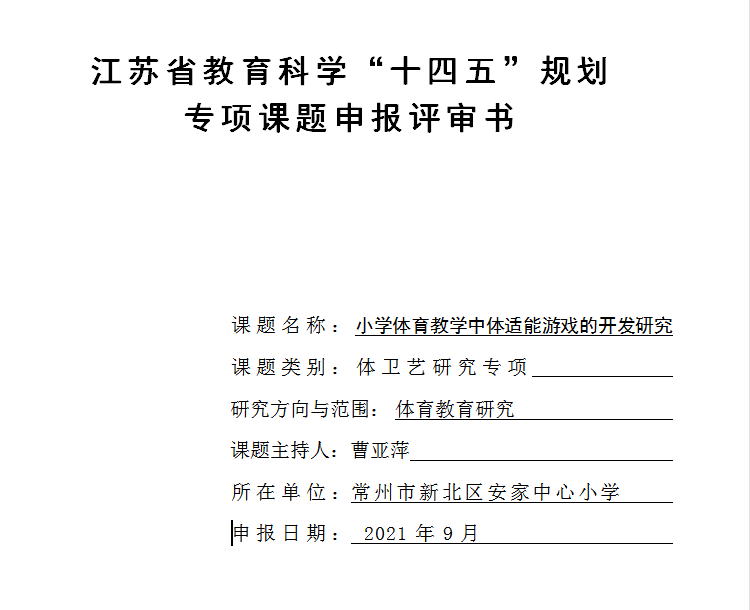 江苏省教育科学“十四五”规划
专项课题申报评审书
课题名称：小学体育教学中体适能游戏的开发研究
课题类别：体卫艺研究专项
研究方向与范围：体育教育研究
课题主持人：曹亚萍
所在单位：常州市新北区安家中心小学
申报日期：2021年9月